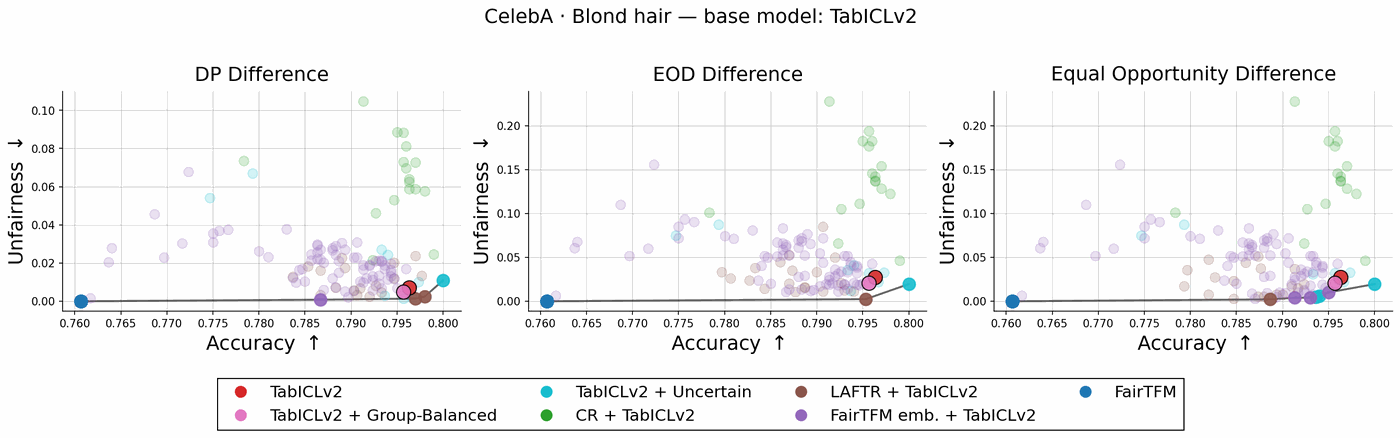 CelebA · Blond hair — base model: TabICLv2
DP Difference
Unfairness ↓
0.10
0.08
0.06
0.04
0.02
0.00
0.760 0.765 0.770 0.775 0.780 0.785 0.790 0.795 0.800
Accuracy ↑
EOD Difference
Unfairness ↓
0.20
0.15
0.10
0.05
0.00
0.760 0.765 0.770 0.775 0.780 0.785 0.790 0.795 0.800
Accuracy ↑
Equal Opportunity Difference
Unfairness ↓
0.20
0.15
0.10
0.05
0.00
0.760 0.765 0.770 0.775 0.780 0.785 0.790 0.795 0.800
Accuracy ↑
TabICLv2
TabICLv2 + Group-Balanced
TabICLv2 + Uncertain
CR + TabICLv2
LAFTR + TabICLv2
FairTFM emb. + TabICLv2
FairTFM